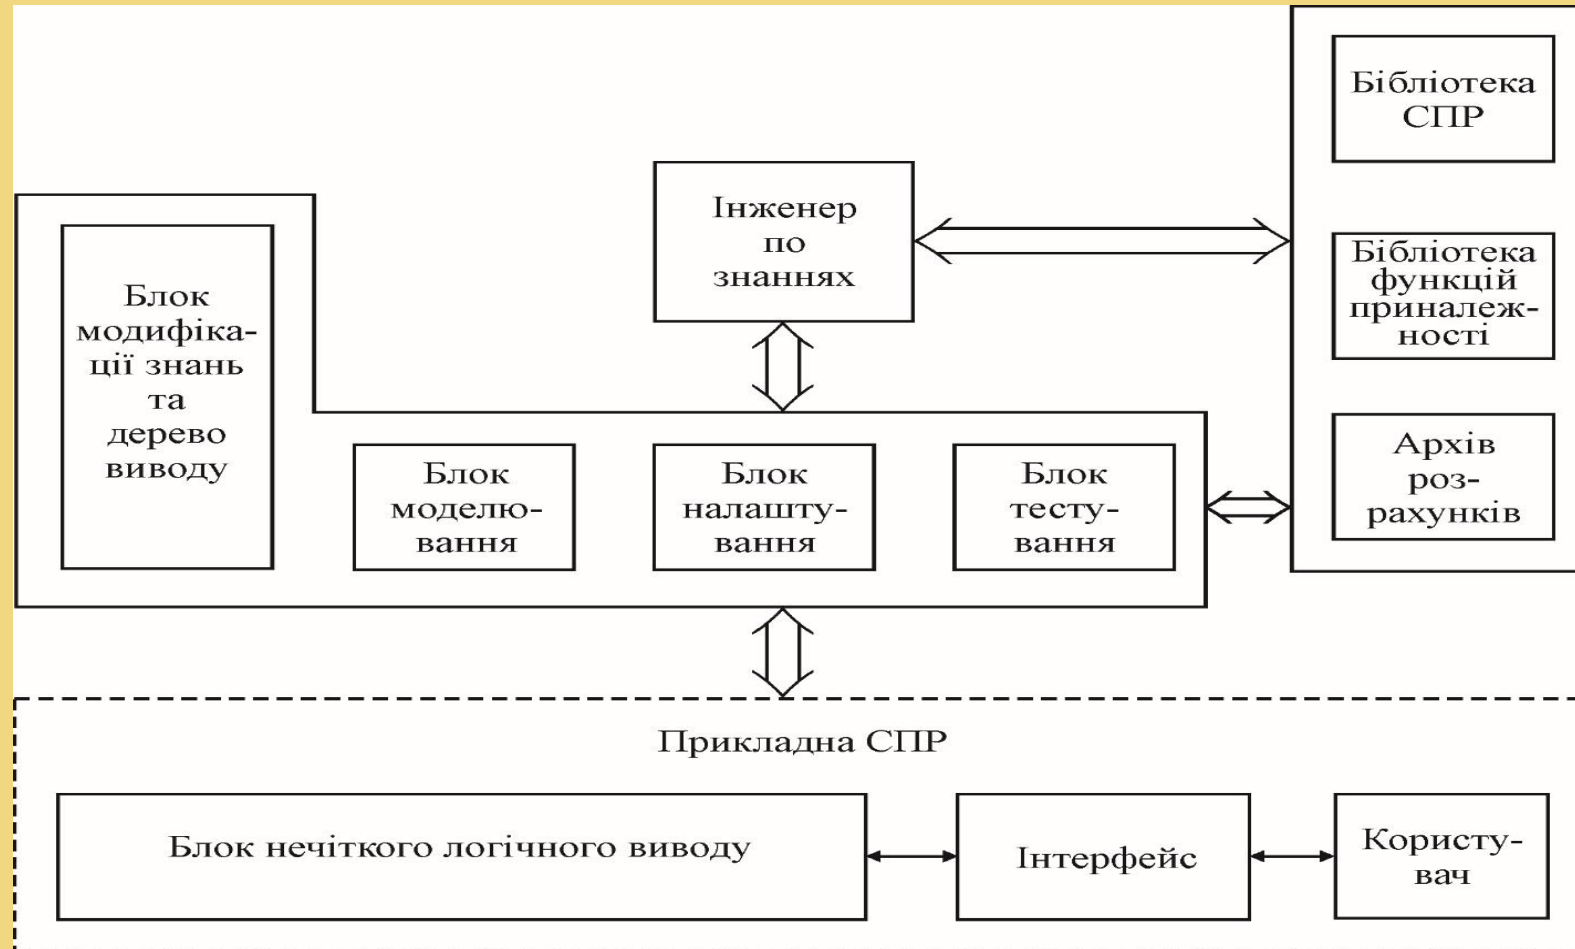 Бібліотека
СПР
Інженер
по
знаннях
Бібліотека
функцій
приналеж-
ності
Блок
модифіка-
ції знань
та
дерево
виводу
Блок
моделю-
вання
Блок
налашту-
вання
Блок
тесту-
вання
Архів
роз-
рахунків
Прикладна СПР
Блок нечіткого логічного виводу
Інтерфейс
Користу-
вач